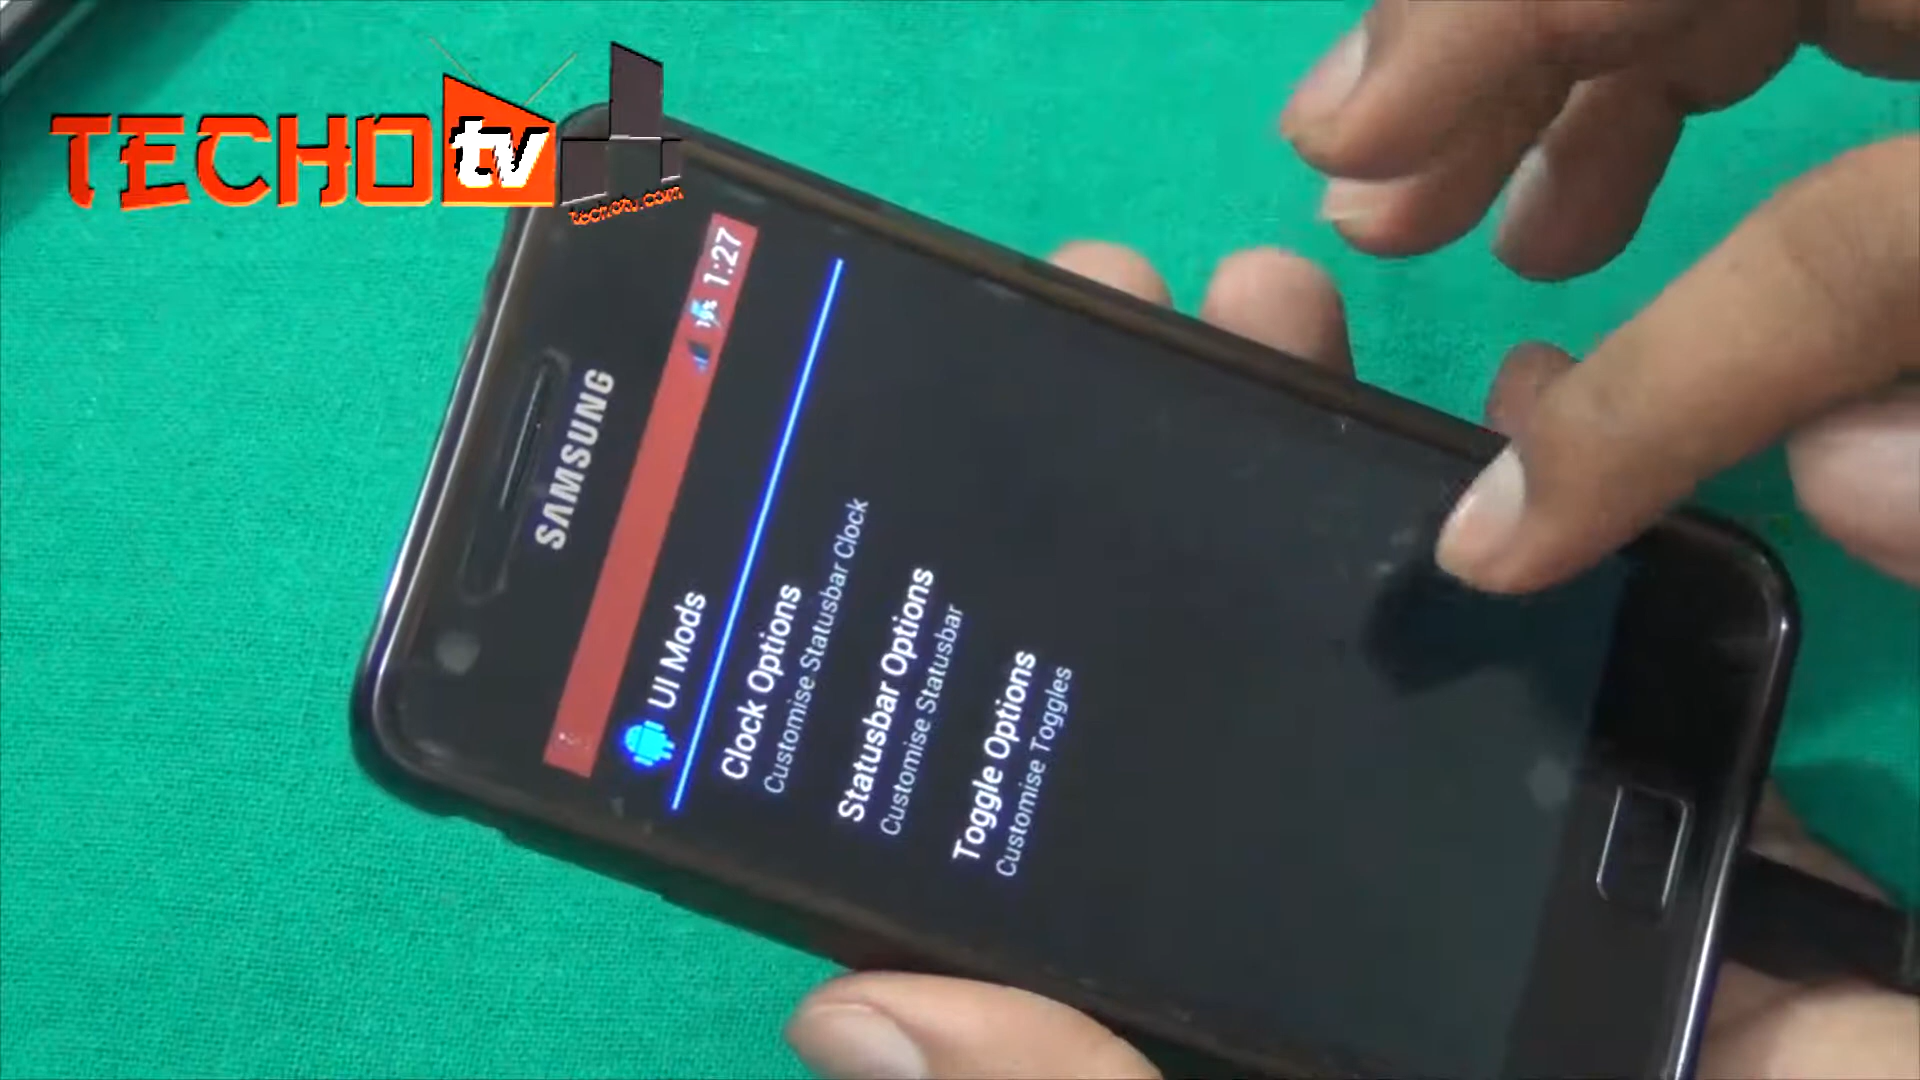 TECHO tv
techotv.com
SAMSUNG
1:27
UI Mods
Clock Options
Customise Statusbar Clock
Statusbar Options
Customise Statusbar
Toggle Options
Customise Toggles